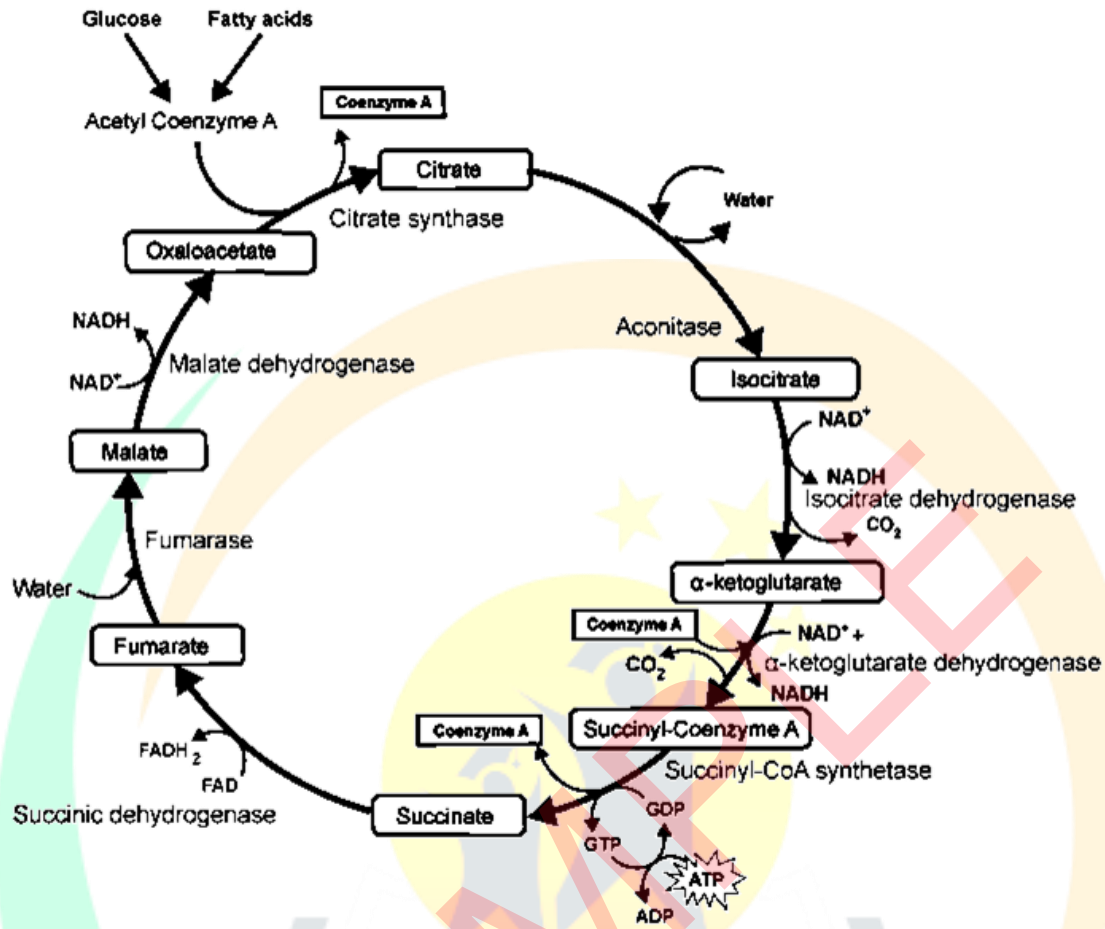 Glucose
Fatty acids
Acetyl Coenzyme A
Coenzyme A
Citrate
Citrate synthase
Water
Oxaloacetate
Aconitase
NADH
Malate dehydrogenase
NAD⁺
Isocitrate
NAD⁺
Malate
NADH
Isocitrate dehydrogenase
CO₂
Fumarase
α-ketoglutarate
Water
Coenzyme A
NAD⁺ +
Fumarate
CO₂
α-ketoglutarate dehydrogenase
NADH
Coenzyme A
Succinyl-Coenzyme A
FADH₂
Succinyl-CoA synthetase
FAD
Succinic dehydrogenase
Succinate
GDP
GTP
ATP
ADP
MPLE